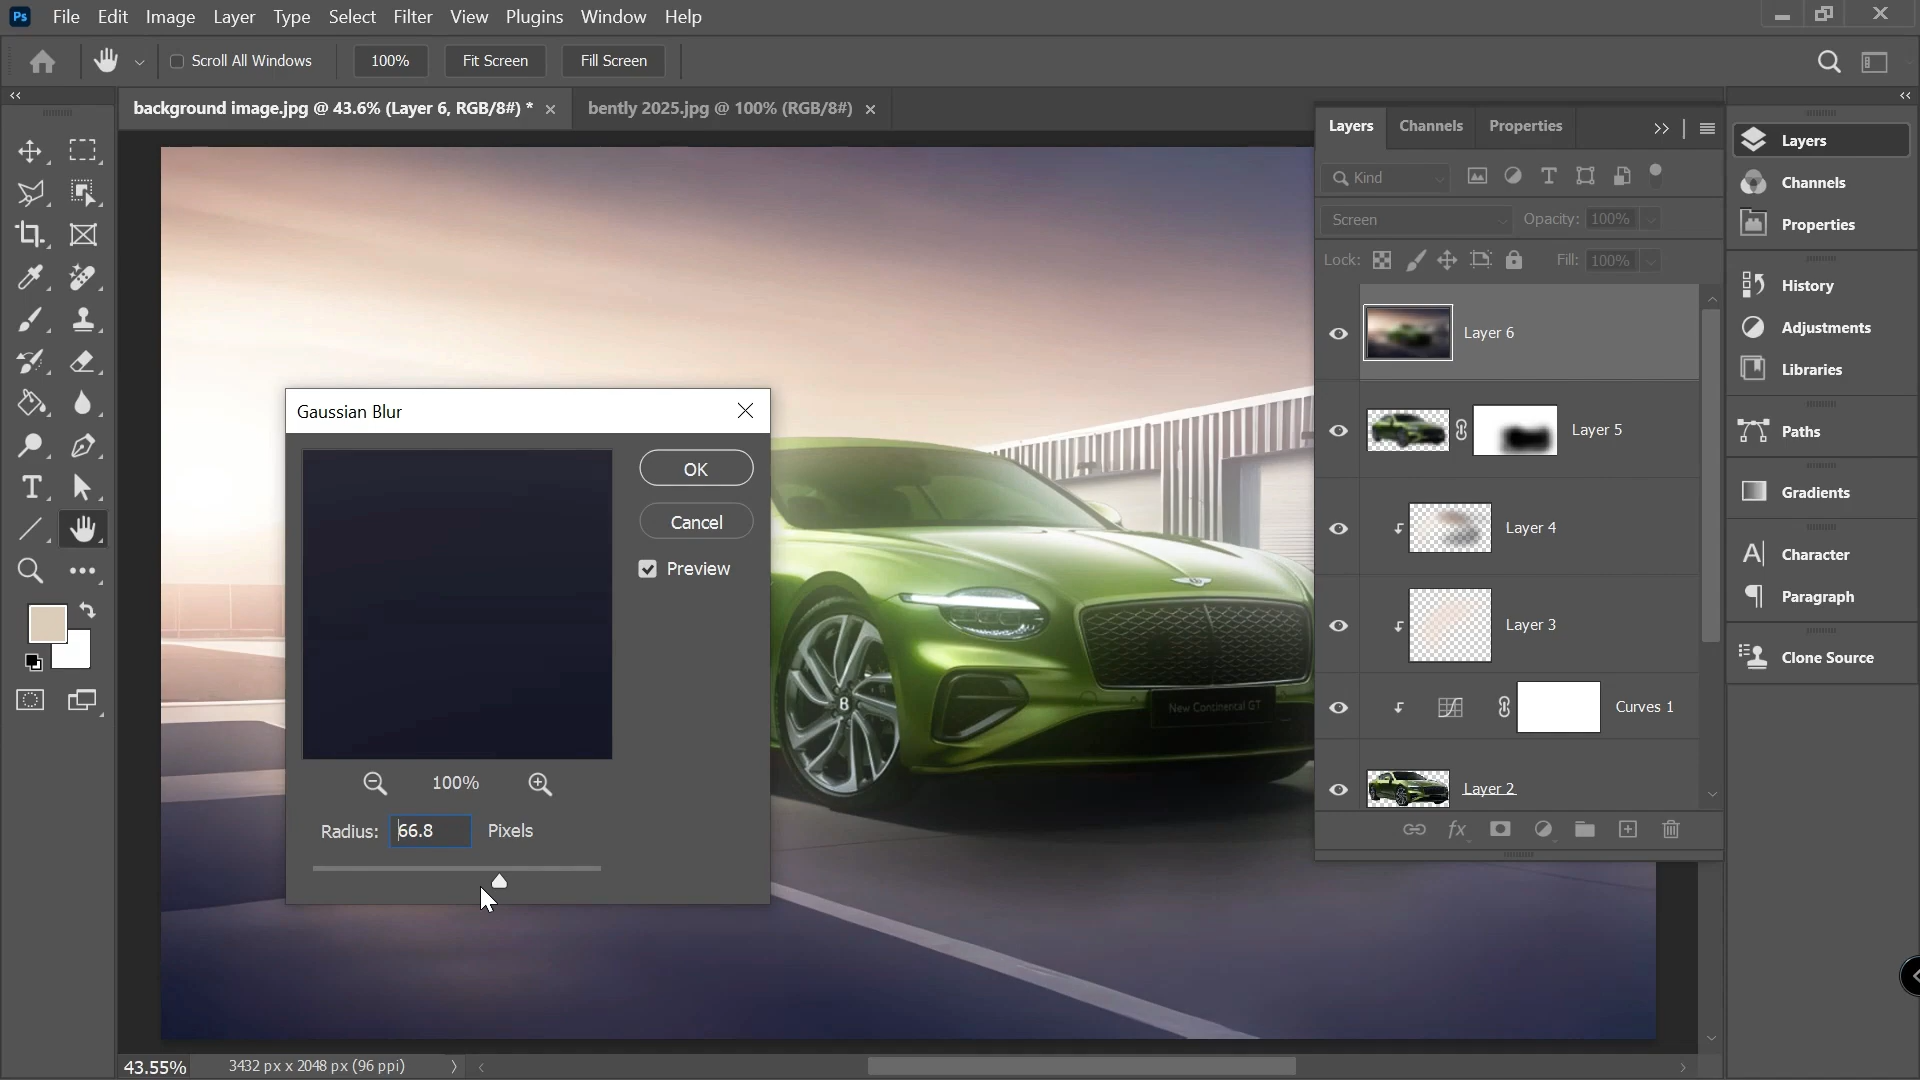 Ps File Edit Image Layer Type Select Filter View Plugins Window Help
Scroll All Windows 100% Fit Screen Fill Screen
background image.jpg @ 43.6% (Layer 6, RGB/8#) * bently 2025.jpg @ 100% (RGB/8#)
Layers Channels Properties
Kind
Screen Opacity: 100%
Lock: Fill: 100%
Layer 6
Layer 5
Layer 4
Layer 3
Curves 1
Layer 2
Layers
Channels
Properties
History
Adjustments
Libraries
Paths
Gradients
Character
Paragraph
Clone Source
Gaussian Blur
OK
Cancel
Preview
100%
Radius: 66.8 Pixels
B
New Continental GT
43.55% 3432 px x 2048 px (96 ppi)